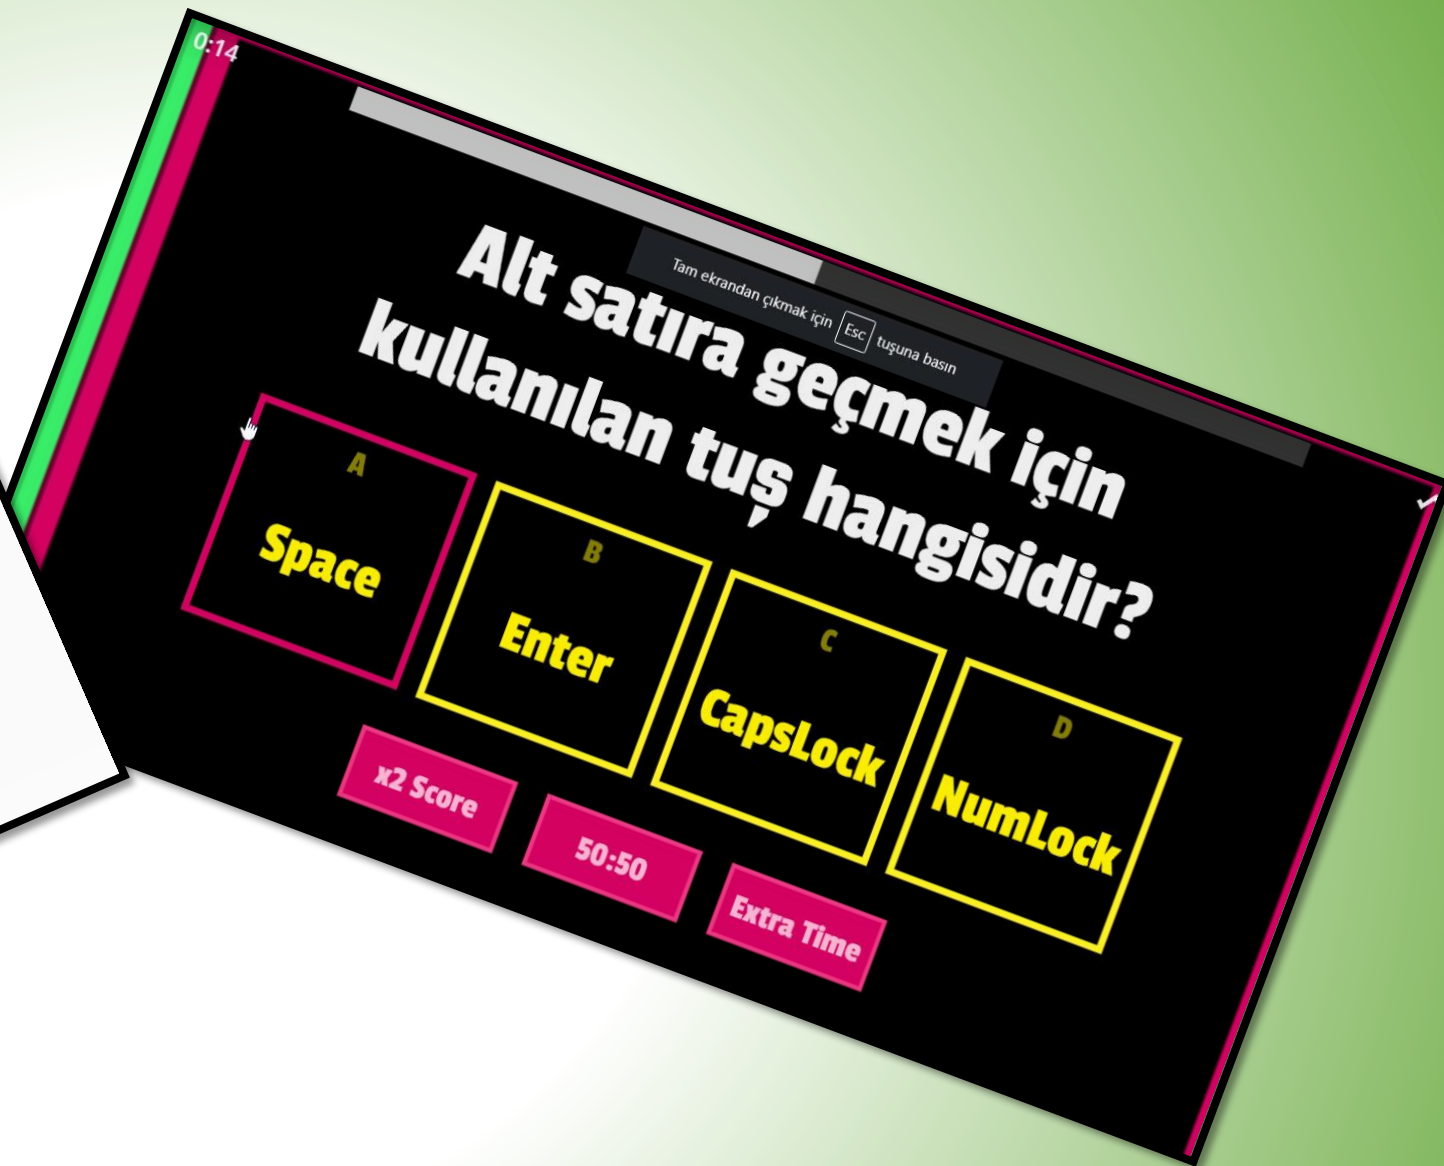 0:14
Tam ekrandan çıkmak için Esc tuşuna basın
Alt satıra geçmek için
kullanılan tuş hangisidir?
A
Space
B
Enter
C
CapsLock
D
NumLock
x2 Score
50:50
Extra Time